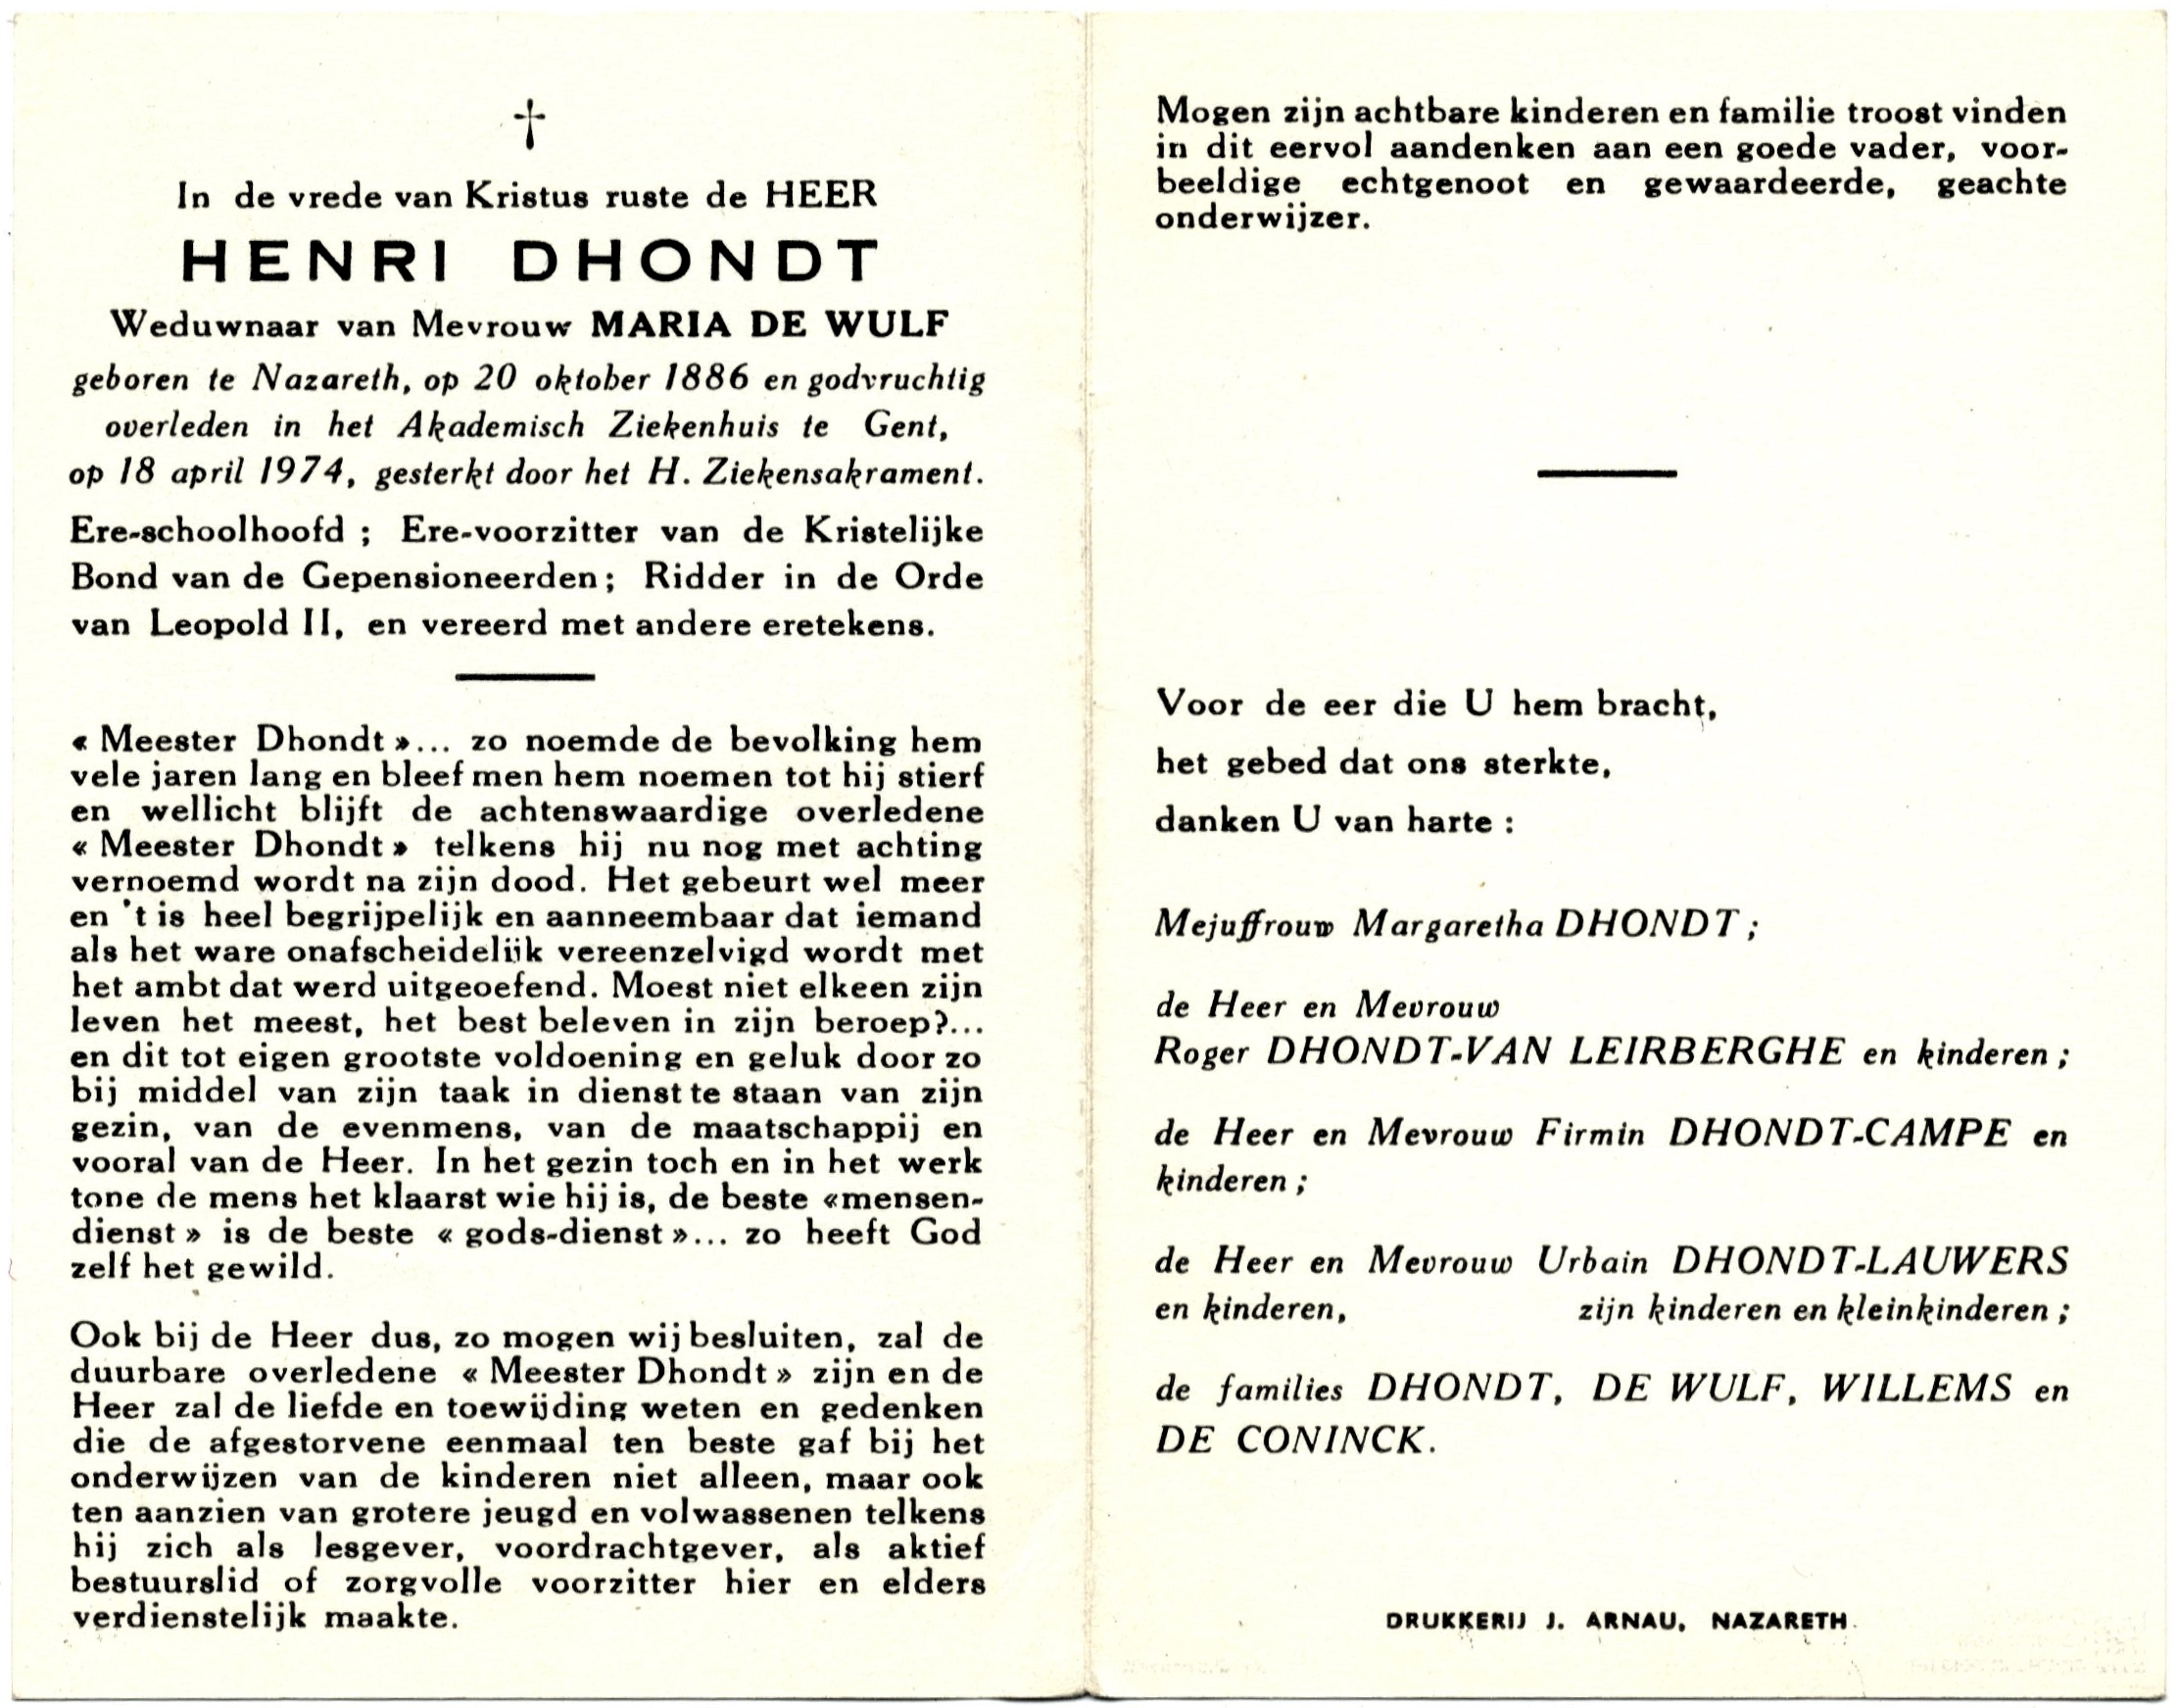 In de vrede van Kristus ruste de HEER
HENRI DHONDT
Weduwnaar van Mevrouw MARIA DE WULF
geboren te Nazareth, op 20 oktober 1886 en godvruchtig
overleden in het Akademisch Ziekenhuis te Gent,
op 18 april 1974, gesterkt door het H. Ziekensakrament.
Ere-schoolhoofd ; Ere-voorzitter van de Kristelijke
Bond van de Gepensioneerden ; Ridder in de Orde
van Leopold II, en vereerd met andere eretekens.
« Meester Dhondt »... zo noemde de bevolking hem
vele jaren lang en bleef men hem noemen tot hij stierf
en wellicht blijft de achtenswaardige overledene
« Meester Dhondt » telkens hij nu nog met achting
vernoemd wordt na zijn dood. Het gebeurt wel meer
en 't is heel begrijpelijk en aanneembaar dat iemand
als het ware onafscheidelijk vereenzelvigd wordt met
het ambt dat werd uitgeoefend. Moest niet elkeen zijn
leven het meest, het best beleven in zijn beroep?...
en dit tot eigen grootste voldoening en geluk door zo
bij middel van zijn taak in dienst te staan van zijn
gezin, van de evenmens, van de maatschappij en
vooral van de Heer. In het gezin toch en in het werk
tone de mens het klaarst wie hij is, de beste «mensen-
dienst » is de beste « gods-dienst »... zo heeft God
zelf het gewild.
Ook bij de Heer dus, zo mogen wij besluiten, zal de
duurbare overledene « Meester Dhondt » zijn en de
Heer zal de liefde en toewijding weten en gedenken
die de afgestorvene eenmaal ten beste gaf bij het
onderwijzen van de kinderen niet alleen, maar ook
ten aanzien van grotere jeugd en volwassenen telkens
hij zich als lesgever, voordrachtgever, als aktief
bestuurslid of zorgvolle voorzitter hier en elders
verdienstelijk maakte.
Mogen zijn achtbare kinderen en familie troost vinden
in dit eervol aandenken aan een goede vader, voor-
beeldige echtgenoot en gewaardeerde, geachte
onderwijzer.
Voor de eer die U hem bracht,
het gebed dat ons sterkte,
danken U van harte :
Mejuffrouw Margaretha DHONDT ;
de Heer en Mevrouw
Roger DHONDT-VAN LEIRBERGHE en kinderen ;
de Heer en Mevrouw Firmin DHONDT-CAMPE en
kinderen ;
de Heer en Mevrouw Urbain DHONDT-LAUWERS
en kinderen, zijn kinderen en kleinkinderen ;
de families DHONDT, DE WULF, WILLEMS en
DE CONINCK.
DRUKKERIJ J. ARNAU, NAZARETH.